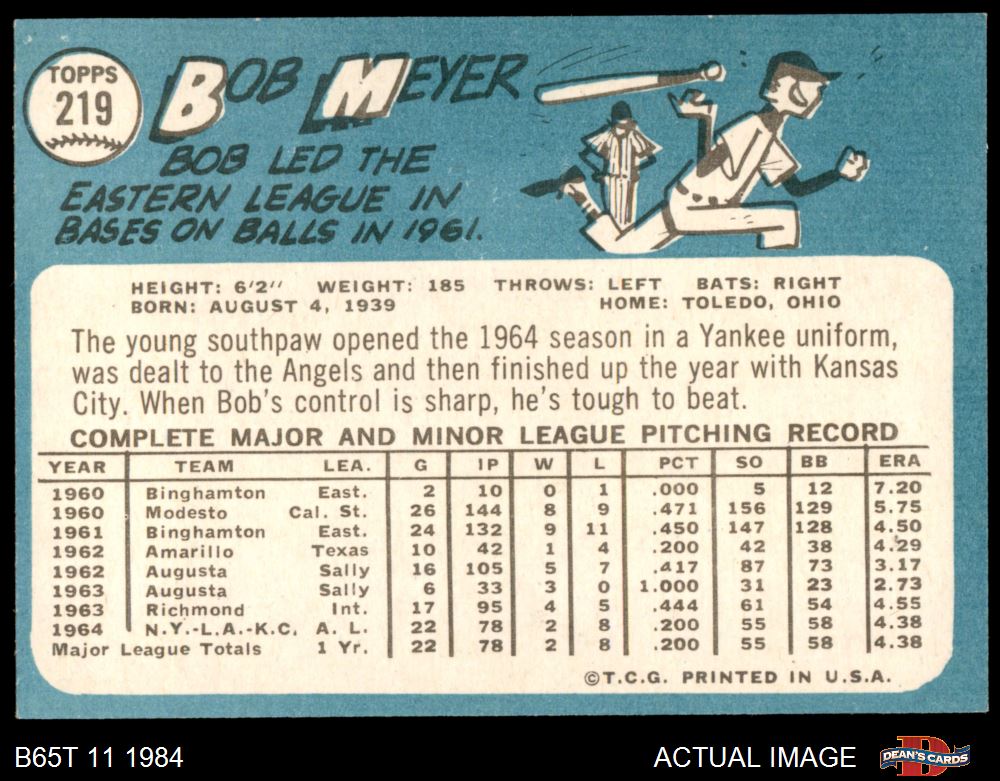 TOPPS
219
BOB MEYER
BOB LED THE
EASTERN LEAGUE IN
BASES ON BALLS IN 1961.
HEIGHT: 6'2" WEIGHT: 185 THROWS: LEFT BATS: RIGHT
BORN: AUGUST 4, 1939 HOME: TOLEDO, OHIO
The young southpaw opened the 1964 season in a Yankee uniform,
was dealt to the Angels and then finished up the year with Kansas
City. When Bob's control is sharp, he's tough to beat.
COMPLETE MAJOR AND MINOR LEAGUE PITCHING RECORD
YEAR TEAM LEA. G IP W L PCT SO BB ERA
1960 Binghamton East. 2 10 0 1 .000 5 12 7.20
1960 Modesto Cal. St. 26 144 8 9 .471 156 129 5.75
1961 Binghamton East. 24 132 9 11 .450 147 128 4.50
1962 Amarillo Texas 10 42 1 4 .200 42 38 4.29
1962 Augusta Sally 16 105 5 7 .417 87 73 3.17
1963 Augusta Sally 6 33 3 0 1.000 31 23 2.73
1963 Richmond Int. 17 95 4 5 .444 61 54 4.55
1964 N.Y.-L.A.-K.C. A. L. 22 78 2 8 .200 55 58 4.38
Major League Totals 1 Yr. 22 78 2 8 .200 55 58 4.38
©T.C.G. PRINTED IN U.S.A.
B65T 11 1984 ACTUAL IMAGE DEAN'S CARDS